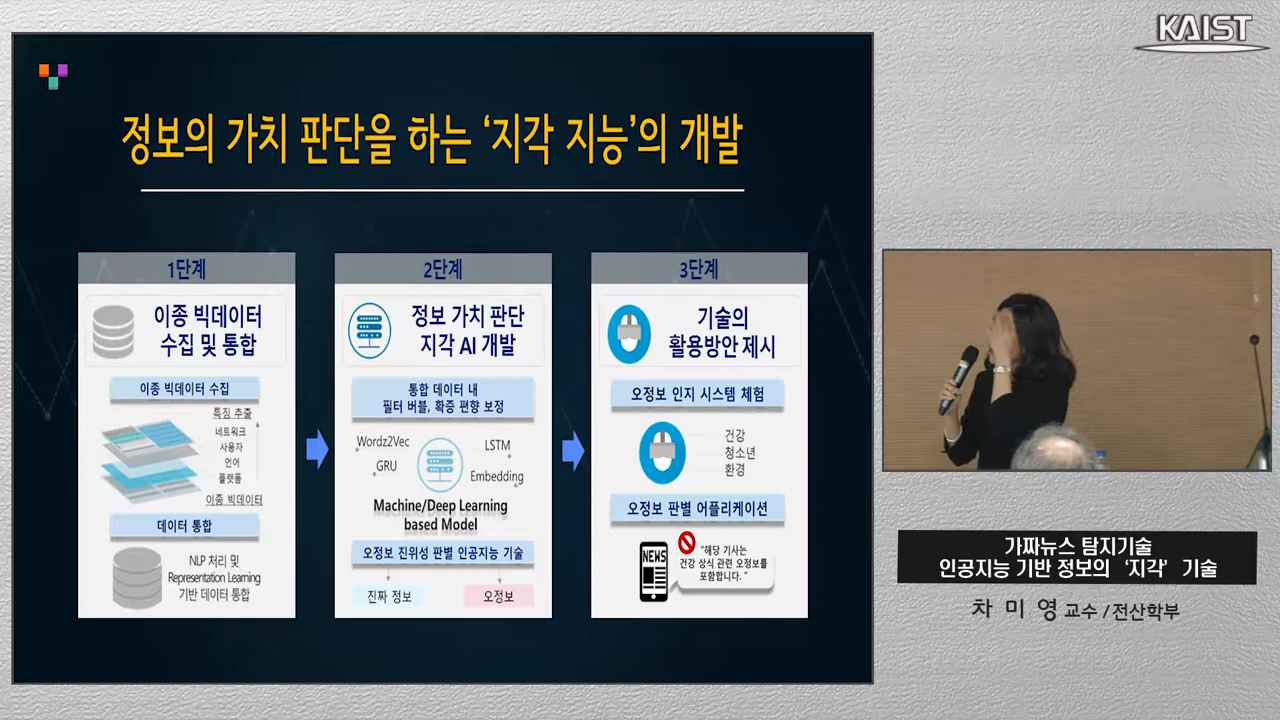 KAIST
정보의 가치 판단을 하는 ‘지각 지능’의 개발
1단계
이종 빅데이터
수집 및 통합
이종 빅데이터 수집
특징 추출
네트워크
사용자
언어
플랫폼
이종 빅데이터
데이터 통합
NLP 처리 및
Representation Learning
기반 데이터 통합
2단계
정보 가치 판단
지각 AI 개발
통합 데이터 내
필터 버블, 확증 편향 보정
Wordz2Vec
LSTM
GRU
Embedding
Machine/Deep Learning
based Model
오정보 진위성 판별 인공지능 기술
진짜 정보
오정보
3단계
기술의
활용방안 제시
오정보 인지 시스템 체험
건강
청소년
환경
오정보 판별 어플리케이션
NEWS
“해당 기사는
건강 상식 관련 오정보를
포함합니다. ”
가짜뉴스 탐지기술
인공지능 기반 정보의 ‘지각’ 기술
차 미 영 교수 / 전산학부